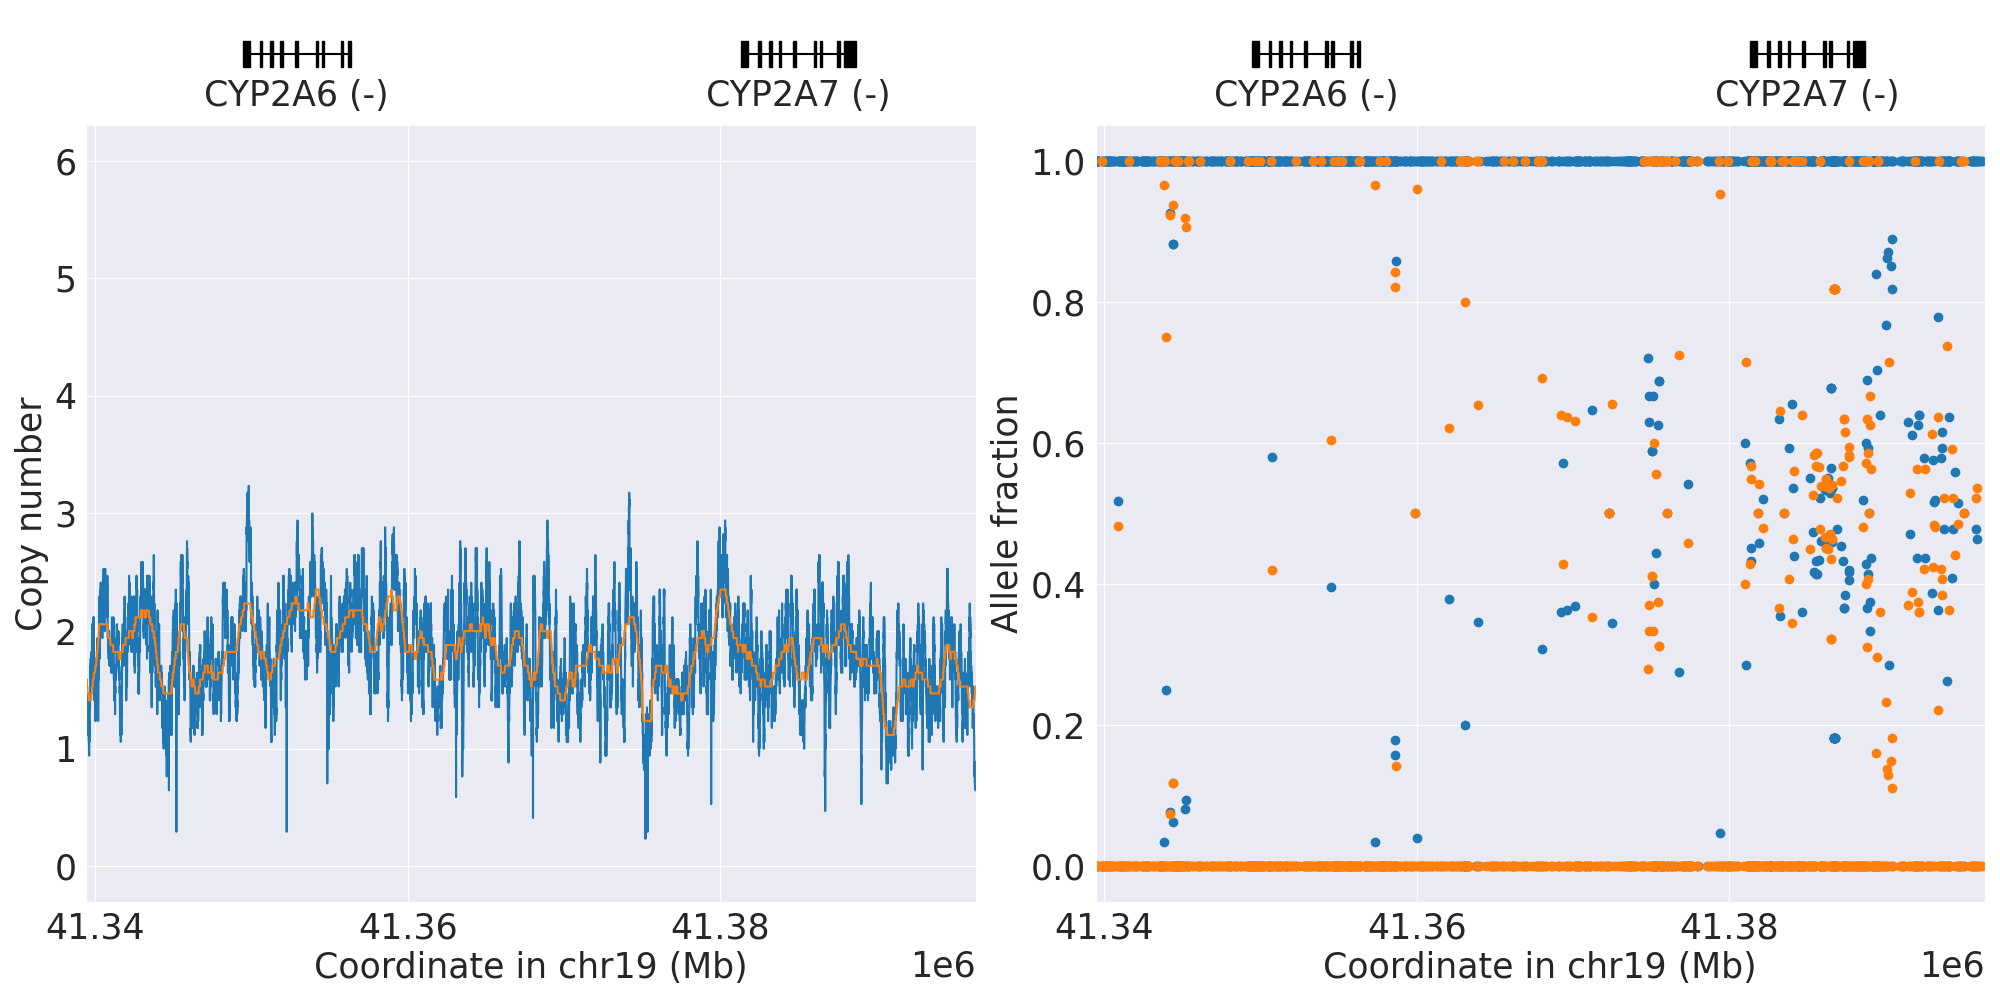 CYP2A6 (-)
CYP2A7 (-)
6
5
4
3
2
1
0
Copy number
41.34
41.36
41.38
Coordinate in chr19 (Mb)
1e6
CYP2A6 (-)
CYP2A7 (-)
1.0
0.8
0.6
0.4
0.2
0.0
Allele fraction
41.34
41.36
41.38
Coordinate in chr19 (Mb)
1e6